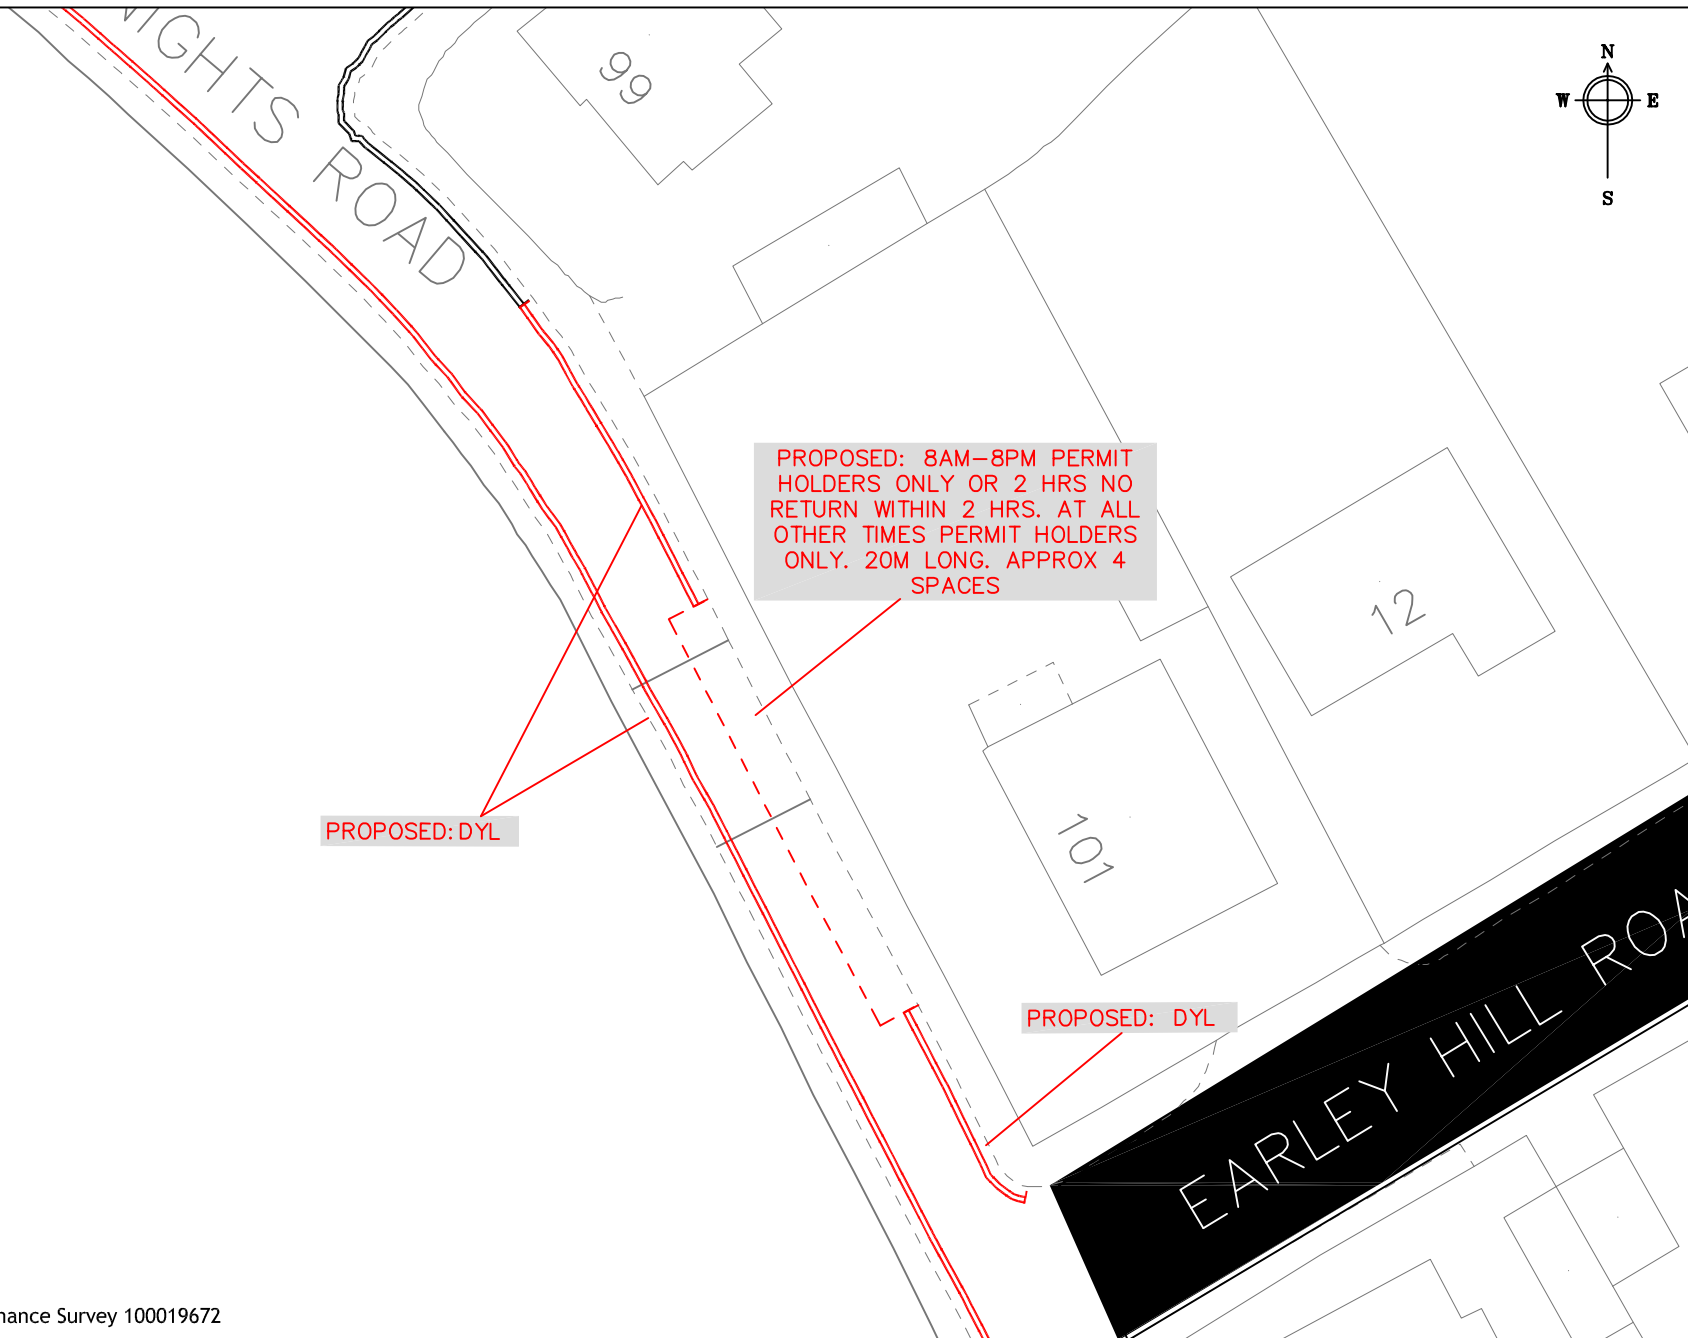 NIGHTS ROAD
99
N
W E
S
PROPOSED: 8AM-8PM PERMIT
HOLDERS ONLY OR 2 HRS NO
RETURN WITHIN 2 HRS. AT ALL
OTHER TIMES PERMIT HOLDERS
ONLY. 20M LONG. APPROX 4
SPACES
12
PROPOSED: DYL
101
PROPOSED: DYL
EARLEY HILL ROA
nance Survey 100019672